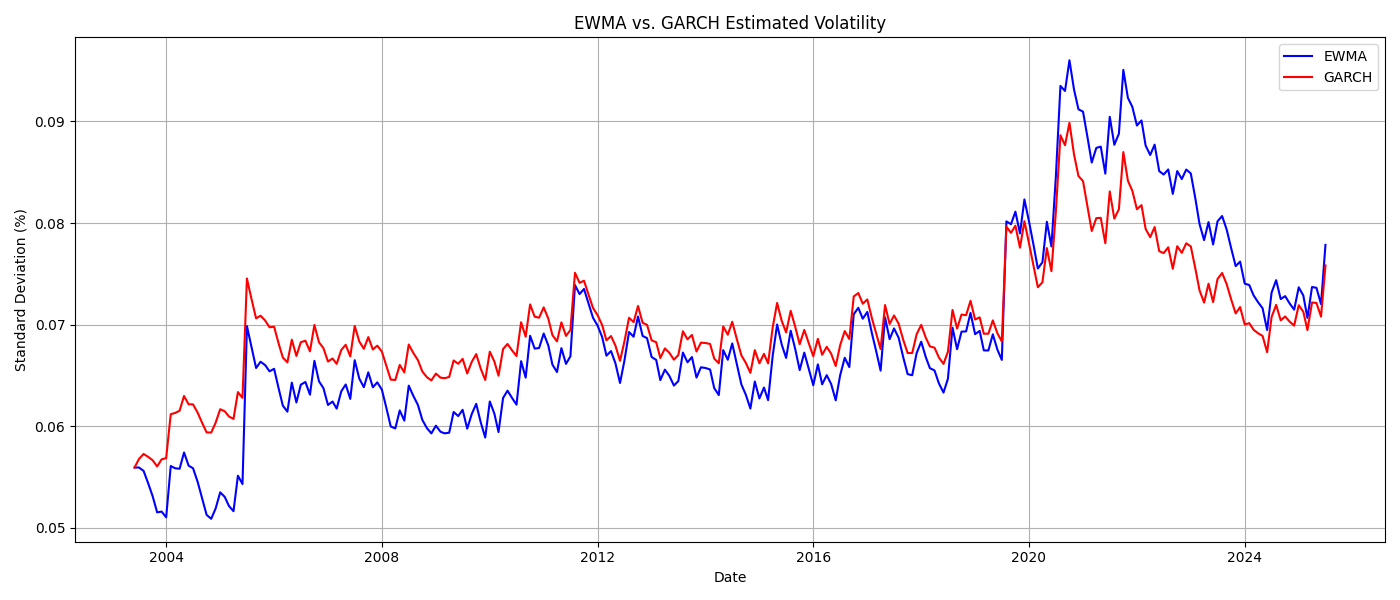 EWMA vs. GARCH Estimated Volatility
EWMA
GARCH
Standard Deviation (%)
0.09
0.08
0.07
0.06
0.05
2004 2008 2012 2016 2020 2024
Date